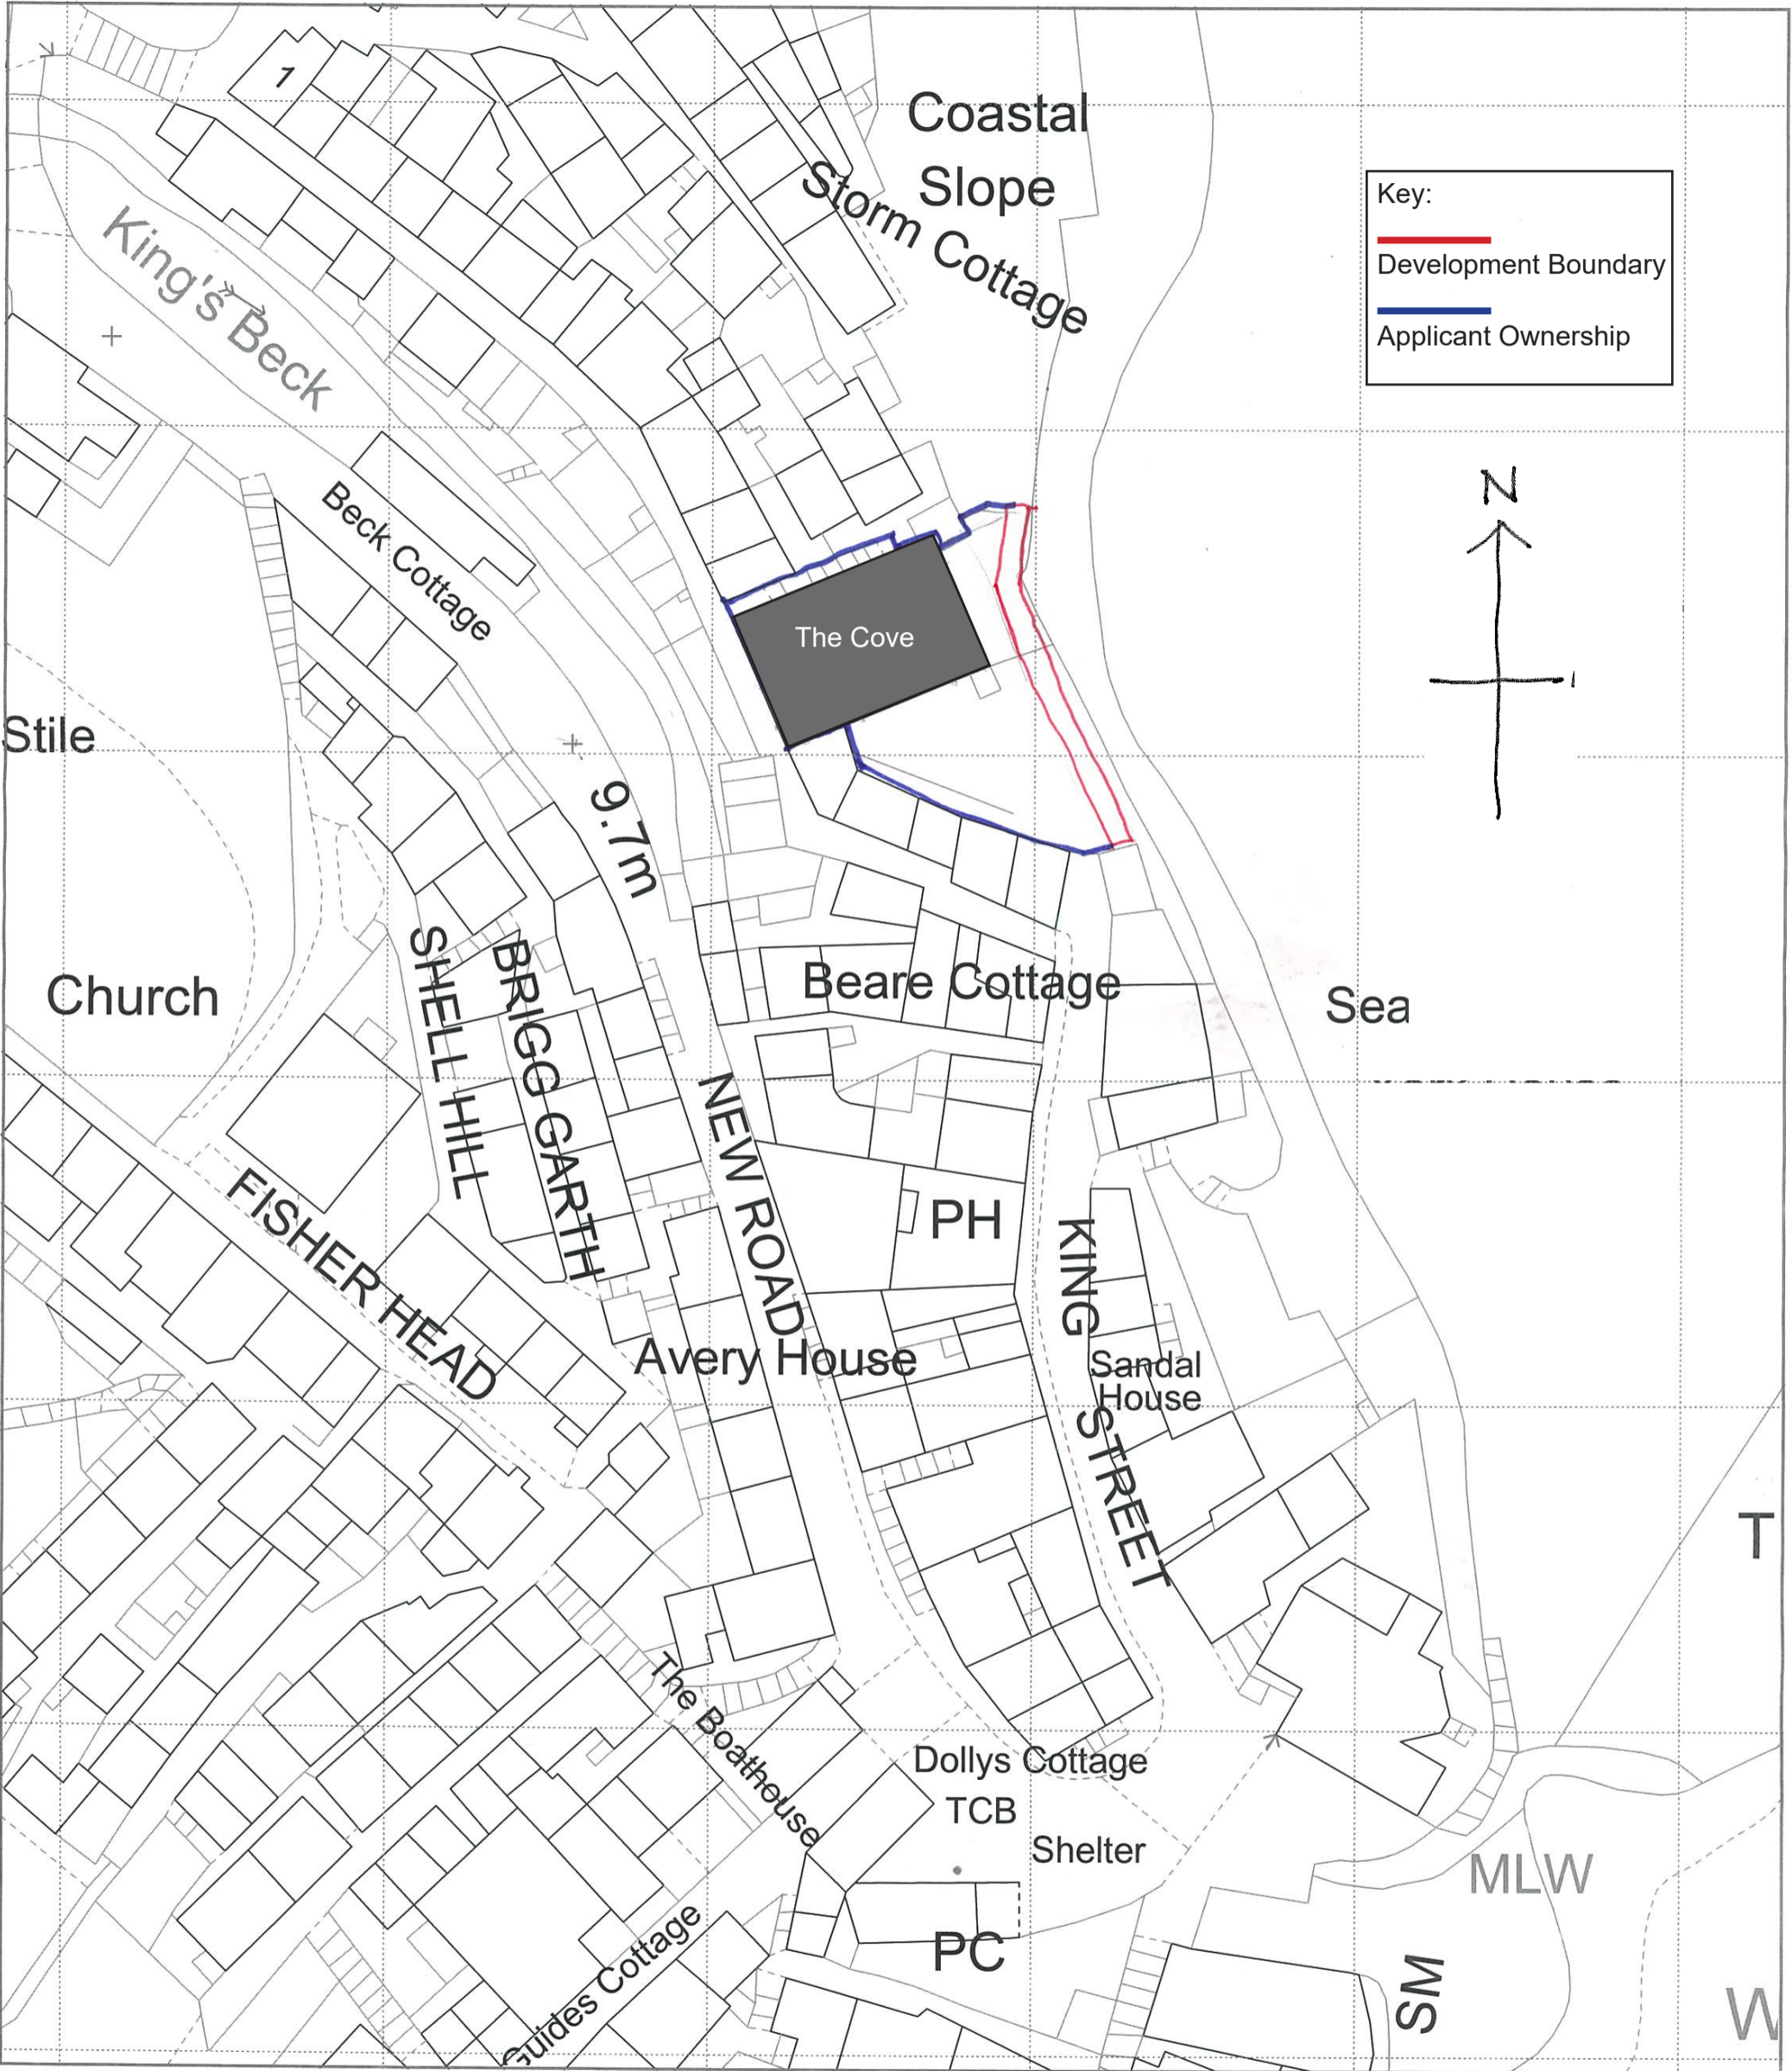 1
Coastal
Slope
Storm Cottage
Key:
Development Boundary
Applicant Ownership
King's Beck
N
Beck Cottage
The Cove
Stile
9.7m
Church
SHELL HILL
BRIGG GARTH
Beare Cottage
Sea
NEW ROAD
FISHER HEAD
PH
KING STREET
Avery House
Sandal
House
T
The Boathouse
Dollys Cottage
TCB
Shelter
MLW
PC
Guides Cottage
SM
W